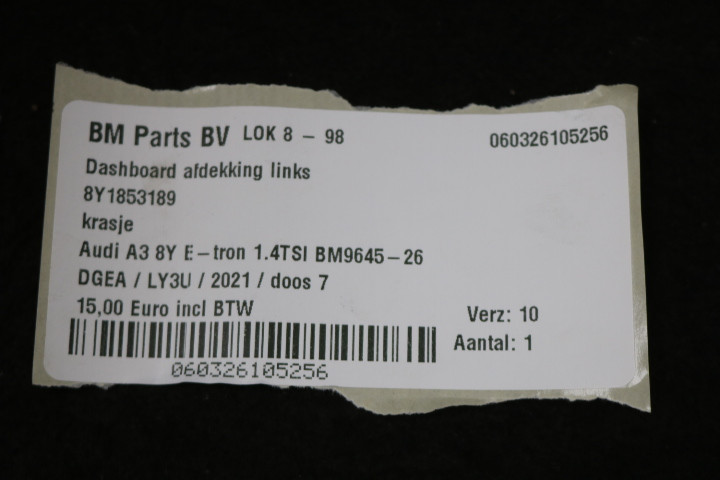 BM Parts BV LOK 8 - 98 060326105256
Dashboard afdekking links
8Y1853189
krasje
Audi A3 8Y E-tron 1.4TSI BM9645-26
DGEA / LY3U / 2021 / doos 7
15,00 Euro incl BTW Verz: 10
Aantal: 1
060326105256